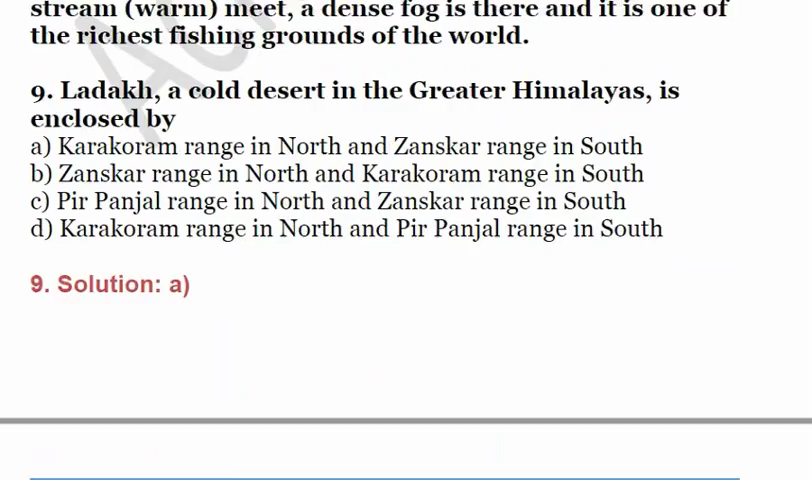 stream (warm) meet, a dense fog is there and it is one of
the richest fishing grounds of the world.
9. Ladakh, a cold desert in the Greater Himalayas, is
enclosed by
a) Karakoram range in North and Zanskar range in South
b) Zanskar range in North and Karakoram range in South
c) Pir Panjal range in North and Zanskar range in South
d) Karakoram range in North and Pir Panjal range in South
9. Solution: a)